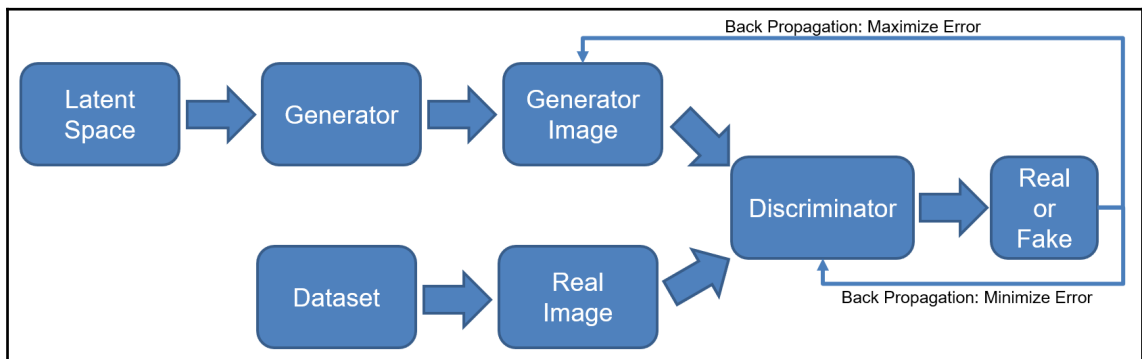 Back Propagation: Maximize Error
Latent
Space
Generator
Generator
Image
Discriminator
Real
or
Fake
Dataset
Real
Image
Back Propagation: Minimize Error